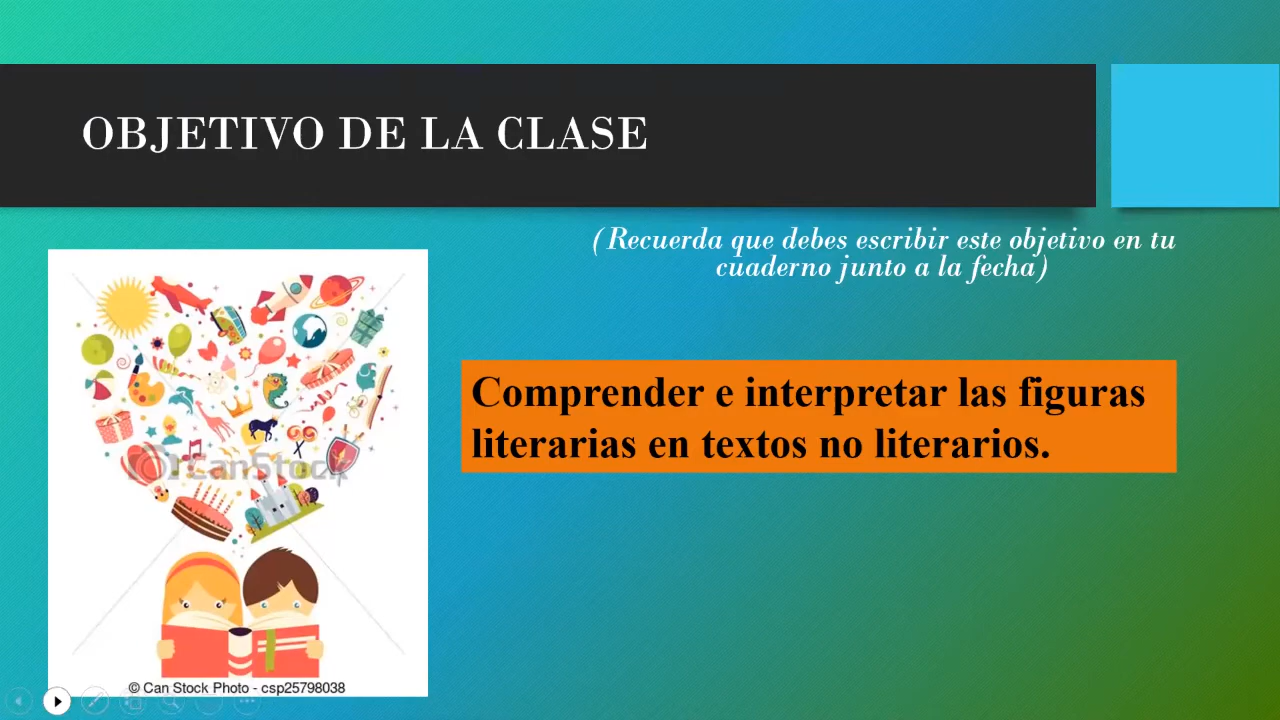 OBJETIVO DE LA CLASE
(Recuerda que debes escribir este objetivo en tu
cuaderno junto a la fecha)
Comprender e interpretar las figuras
literarias en textos no literarios.
CanStock
© Can Stock Photo - csp25798038